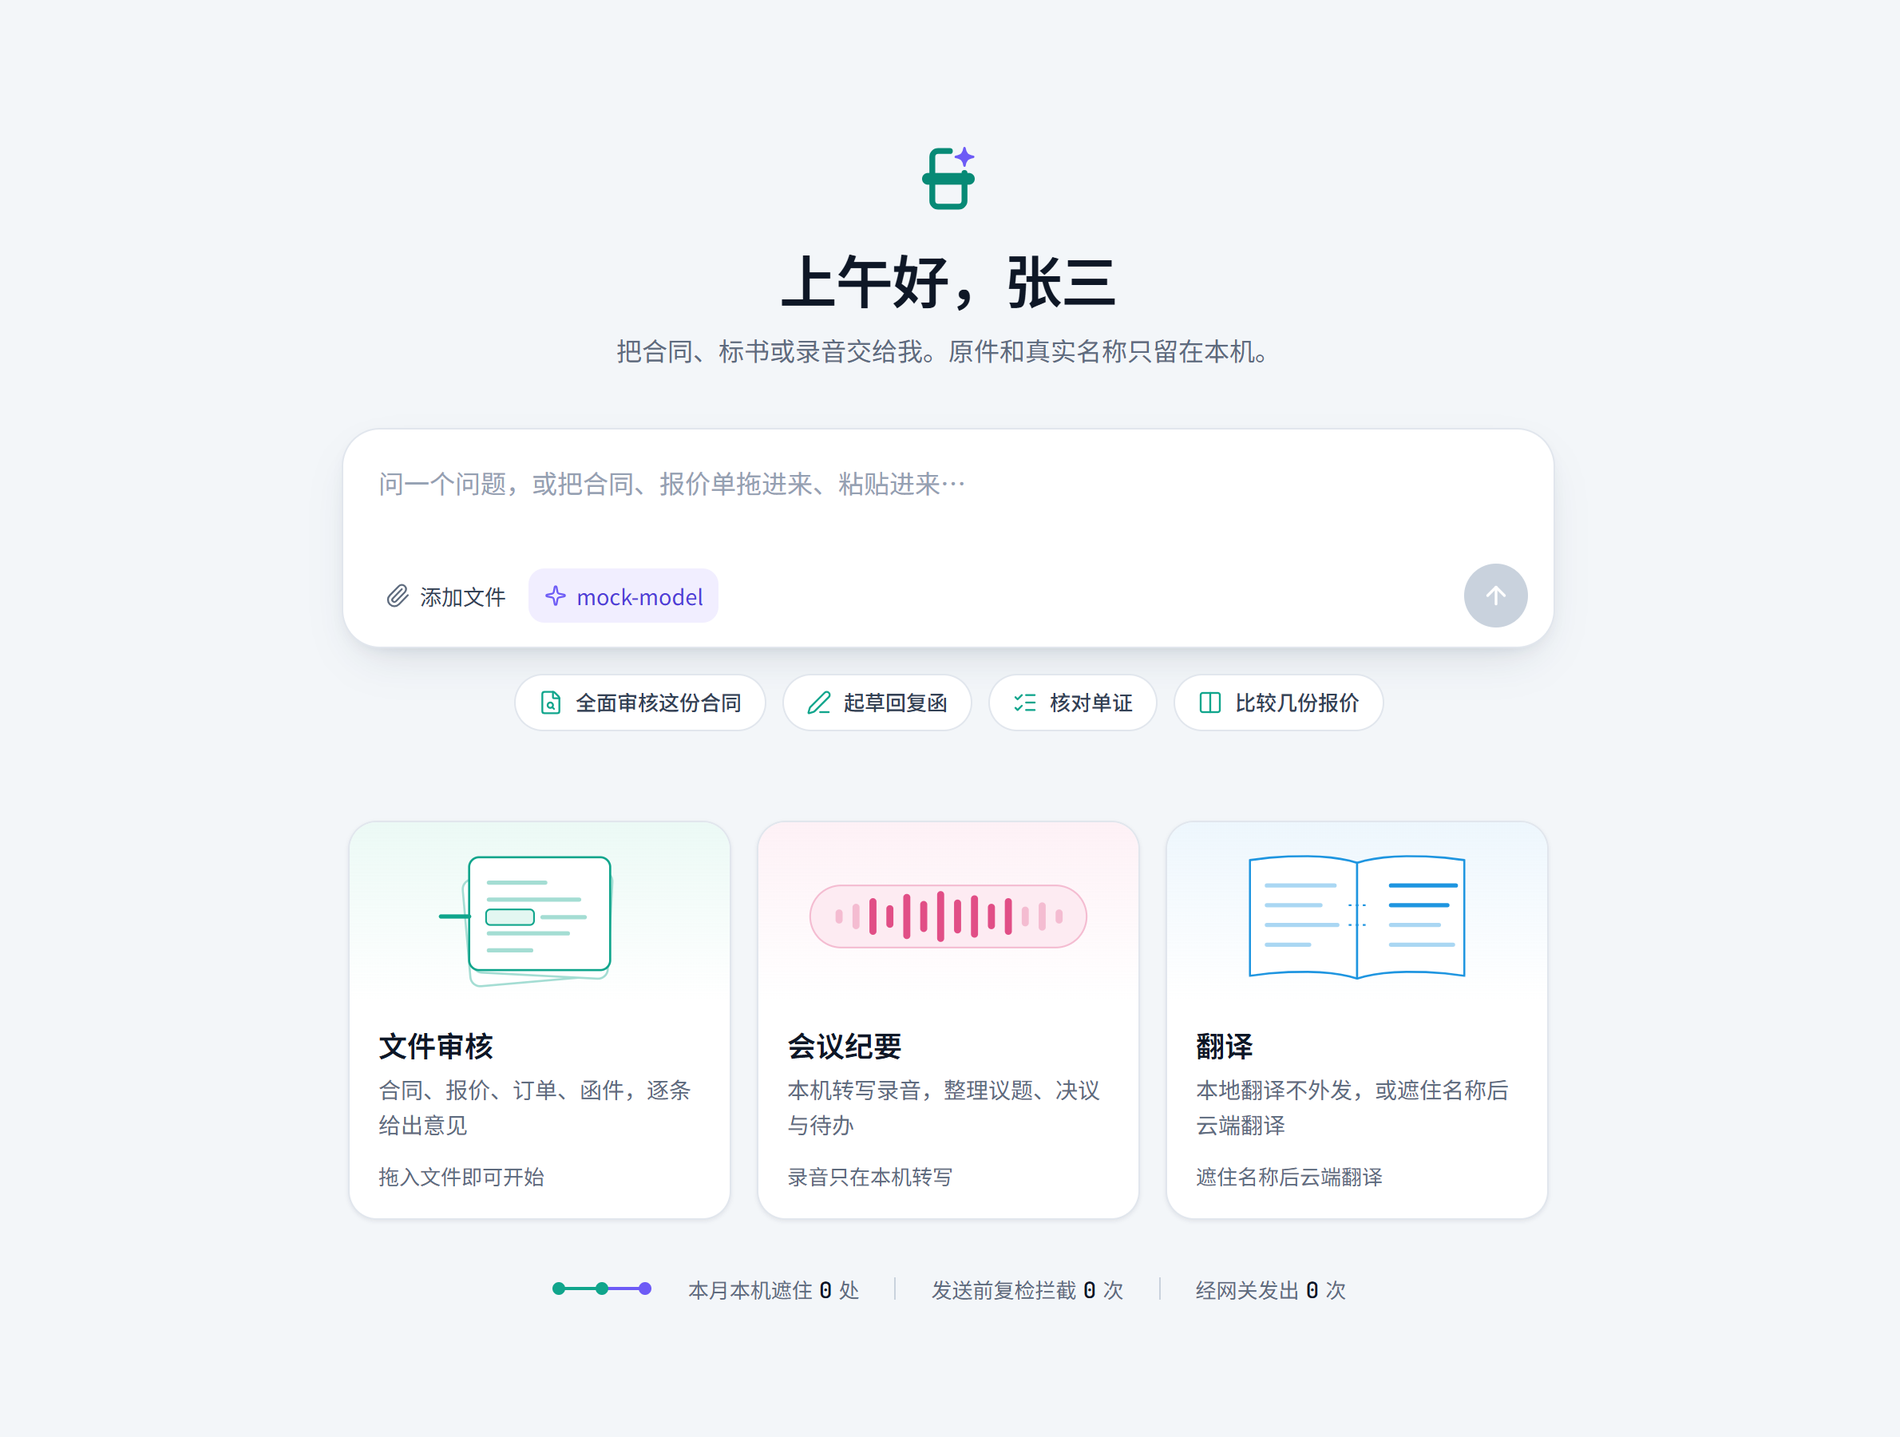 上午好，张三
把合同、标书或录音交给我。原件和真实名称只留在本机。
问一个问题，或把合同、报价单拖进来、粘贴进来…
添加文件 mock-model
全面审核这份合同 起草回复函 核对单证 比较几份报价
文件审核
合同、报价、订单、函件，逐条
给出意见
拖入文件即可开始
会议纪要
本机转写录音，整理议题、决议
与待办
录音只在本机转写
翻译
本地翻译不外发，或遮住名称后
云端翻译
遮住名称后云端翻译
本月本机遮住 0 处 发送前复检拦截 0 次 经网关发出 0 次